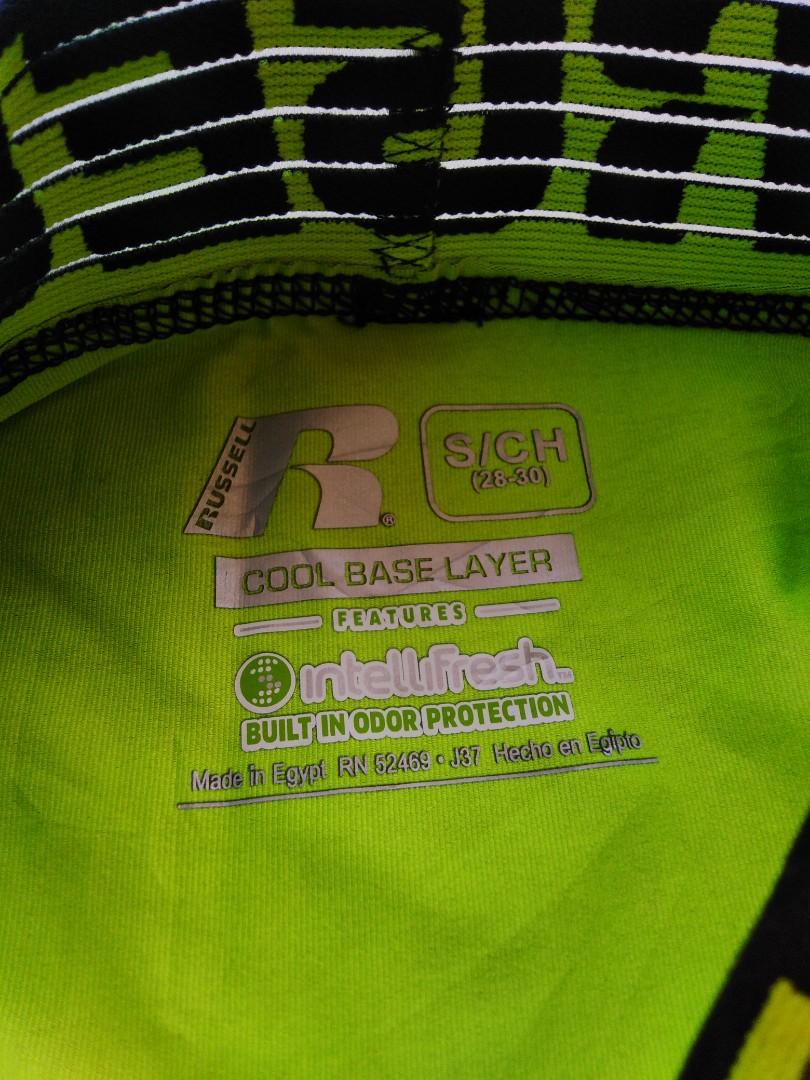 RUSSELL
R®
S/CH
(28-30)
COOL BASE LAYER
FEATURES
intellifresh™
BUILT IN ODOR PROTECTION
Made in Egypt RN 52469 • J37 Hecho en Egipto